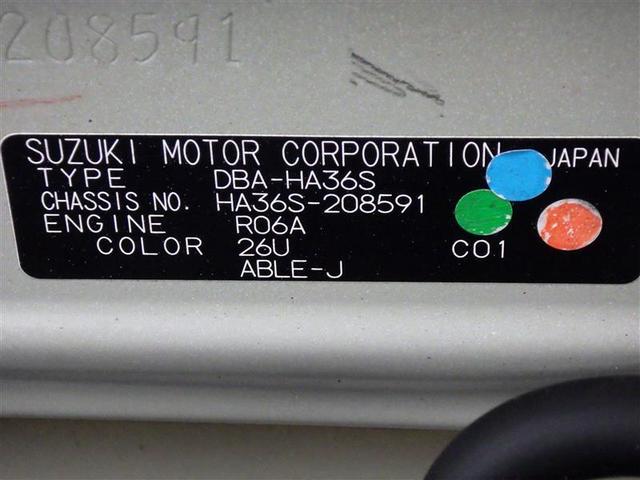 208591
SUZUKI MOTOR CORPORATION JAPAN
TYPE DBA-HA36S
CHASSIS NO. HA36S-208591
ENGINE R06A
COLOR 26U C01
ABLE-J